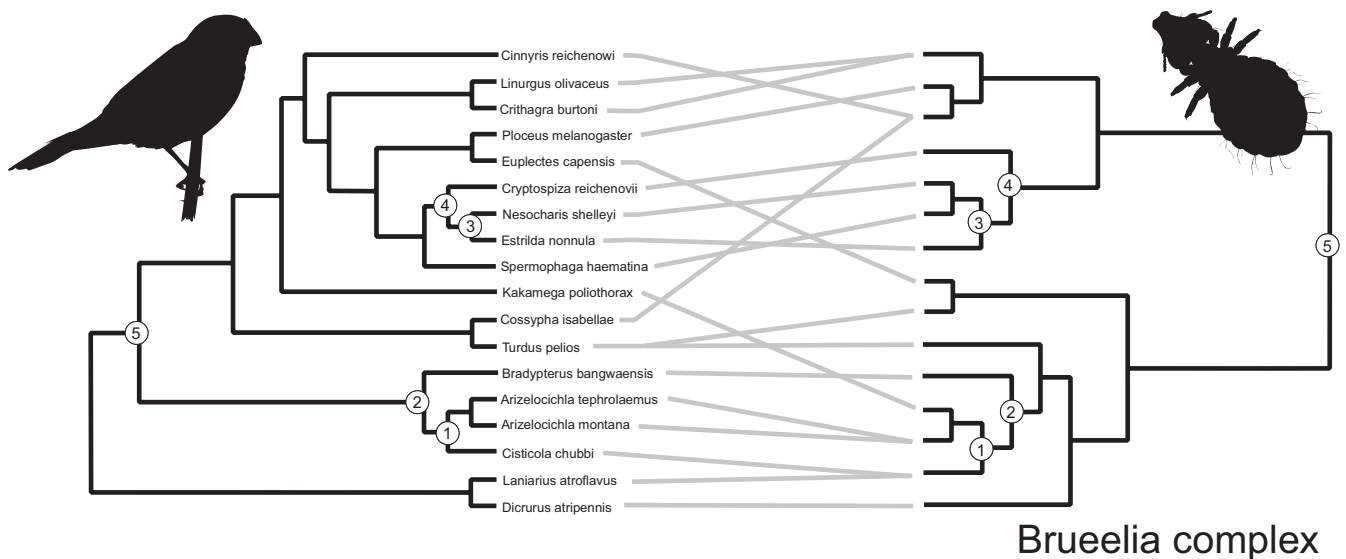 Cinnyris reichenowi
Linurgus olivaceus
Crithagra burtoni
Ploceus melanogaster
Euplectes capensis
Cryptospiza reichenovii
4
4
Nesocharis shelleyi
3
3
Estrilda nonnula
5
Spermophaga haematina
Kakamega poliothorax
Cossypha isabellae
5
Turdus pelios
Bradypterus bangwaensis
2
Arizelocichla tephrolaemus
2
Arizelocichla montana
1
1
Cisticola chubbi
Laniarius atroflavus
Dicrurus atripennis
Brueelia complex